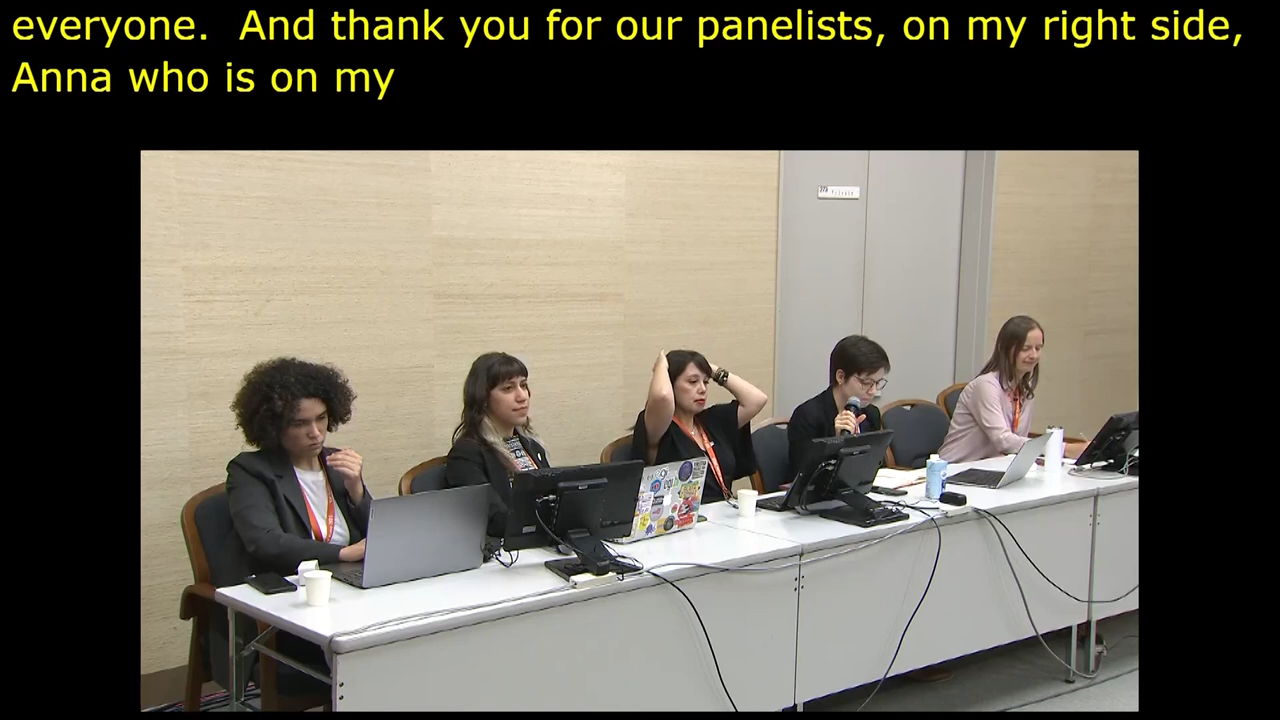 everyone.  And thank you for our panelists, on my right side,
Anna who is on my